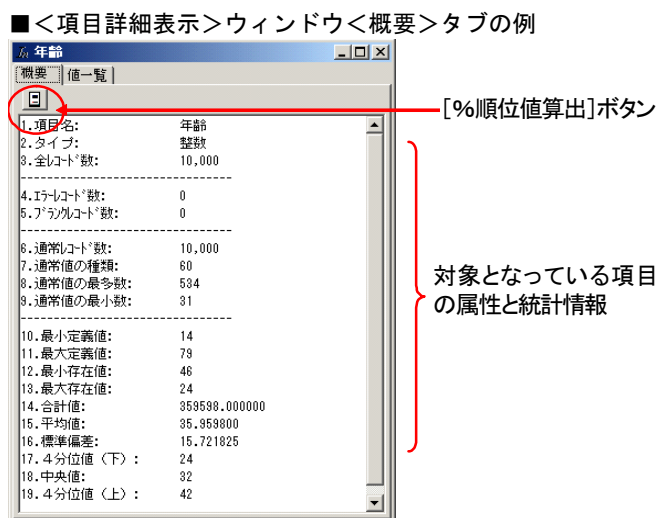 ■＜項目詳細表示＞ウィンドウ＜概要＞タブの例
年齢
概要 値一覧
[%順位値算出]ボタン
1.項目名: 年齢
2.タイプ: 整数
3.全ﾚｺｰﾄﾞ数: 10,000
------------------------------
4.ｴﾗｰﾚｺｰﾄﾞ数: 0
5.ﾌﾞﾗﾝｸﾚｺｰﾄﾞ数: 0
------------------------------
6.通常ﾚｺｰﾄﾞ数: 10,000
7.通常値の種類: 60
8.通常値の最多数: 534
9.通常値の最小数: 31
------------------------------
対象となっている項目
の属性と統計情報
10.最小定義値: 14
11.最大定義値: 79
12.最小存在値: 46
13.最大存在値: 24
14.合計値: 359598.000000
15.平均値: 35.959800
16.標準偏差: 15.721825
17.４分位値（下）: 24
18.中央値: 32
19.４分位値（上）: 42